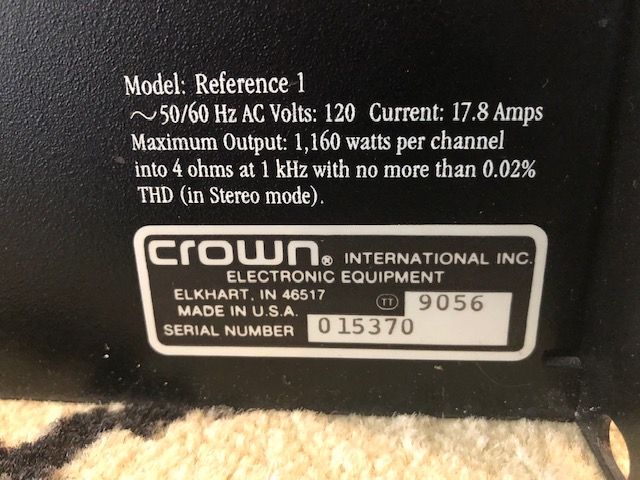 Model: Reference 1
~50/60 Hz AC Volts: 120 Current: 17.8 Amps
Maximum Output: 1,160 watts per channel
into 4 ohms at 1 kHz with no more than 0.02%
THD (in Stereo mode).
crown® INTERNATIONAL INC.
ELECTRONIC EQUIPMENT
ELKHART, IN 46517
MADE IN U.S.A. TT 9056
SERIAL NUMBER 015370